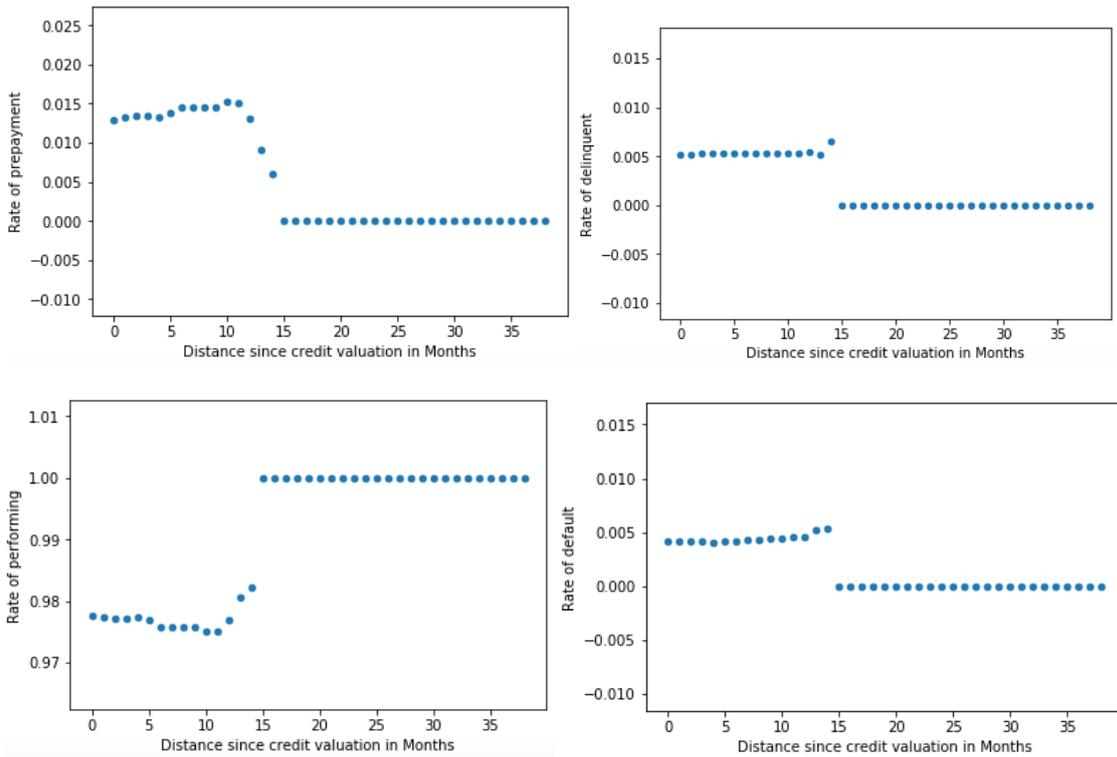 Rate of prepayment
0.025
0.020
0.015
0.010
0.005
0.000
−0.005
−0.010
0 5 10 15 20 25 30 35
Distance since credit valuation in Months
Rate of delinquent
0.015
0.010
0.005
0.000
−0.005
−0.010
0 5 10 15 20 25 30 35
Distance since credit valuation in Months
Rate of performing
1.01
1.00
0.99
0.98
0.97
0 5 10 15 20 25 30 35
Distance since credit valuation in Months
Rate of default
0.015
0.010
0.005
0.000
−0.005
−0.010
0 5 10 15 20 25 30 35
Distance since credit valuation in Months